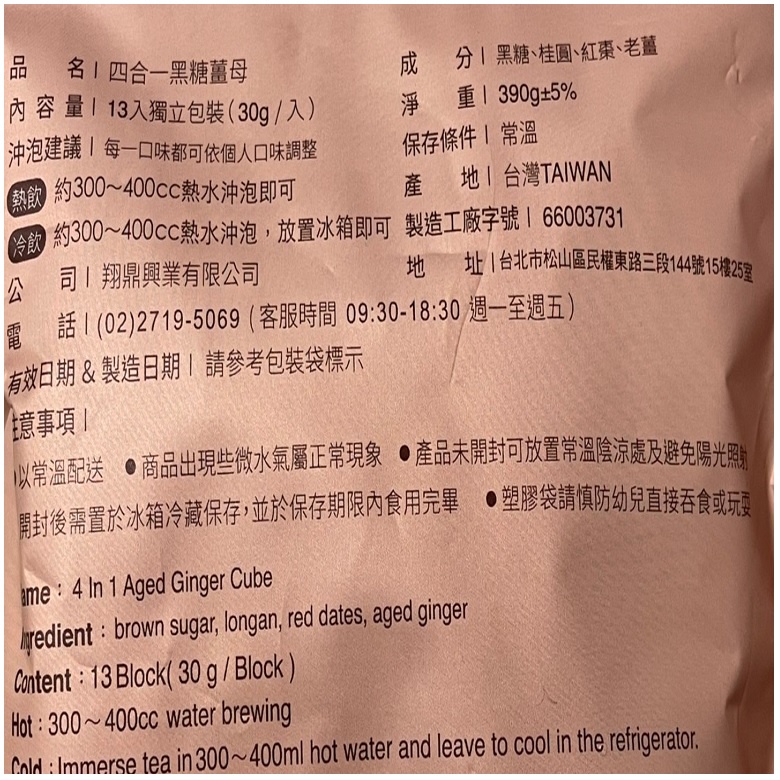 品 名 | 四合一黑糖薑母
成 分 | 黑糖、桂圓、紅棗、老薑
內 容 量 | 13入獨立包裝(30g / 入)
淨 重 | 390g±5%
沖泡建議 | 每一口味都可依個人口味調整
保存條件 | 常溫
熱飲 約300～400cc熱水沖泡即可
產 地 | 台灣TAIWAN
冷飲 約300～400cc熱水沖泡，放置冰箱即可
製造工廠字號 | 66003731
公 司 | 翔鼎興業有限公司
地 址 | 台北市松山區民權東路三段144號15樓25室
電 話 | (02)2719-5069 (客服時間 09:30-18:30 週一至週五)
有效日期 & 製造日期 | 請參考包裝袋標示
注意事項 |
●以常溫配送 ●商品出現些微水氣屬正常現象 ●產品未開封可放置常溫陰涼處及避免陽光照射
開封後需置於冰箱冷藏保存，並於保存期限內食用完畢 ●塑膠袋請慎防幼兒直接吞食或玩耍
ame : 4 In 1 Aged Ginger Cube
Ingredient : brown sugar, longan, red dates, aged ginger
Content : 13 Block( 30 g / Block )
Hot : 300～400cc water brewing
Cold : Immerse tea in 300～400ml hot water and leave to cool in the refrigerator.